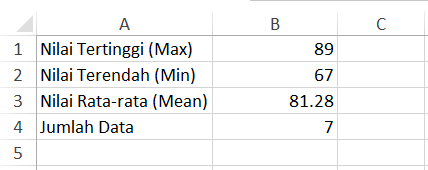 A B C
1 Nilai Tertinggi (Max) 89
2 Nilai Terendah (Min) 67
3 Nilai Rata-rata (Mean) 81.28
4 Jumlah Data 7
5